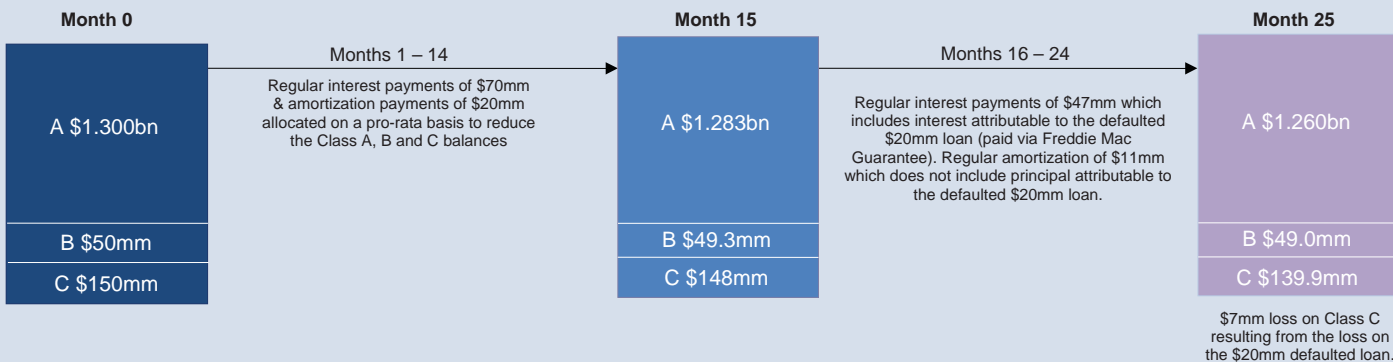 Month 0
A $1.300bn
B $50mm
C $150mm
Months 1 – 14
Regular interest payments of $70mm
& amortization payments of $20mm
allocated on a pro-rata basis to reduce
the Class A, B and C balances
Month 15
A $1.283bn
B $49.3mm
C $148mm
Months 16 – 24
Regular interest payments of $47mm which
includes interest attributable to the defaulted
$20mm loan (paid via Freddie Mac
Guarantee). Regular amortization of $11mm
which does not include principal attributable to
the defaulted $20mm loan.
Month 25
A $1.260bn
B $49.0mm
C $139.9mm
$7mm loss on Class C
resulting from the loss on
the $20mm defaulted loan.